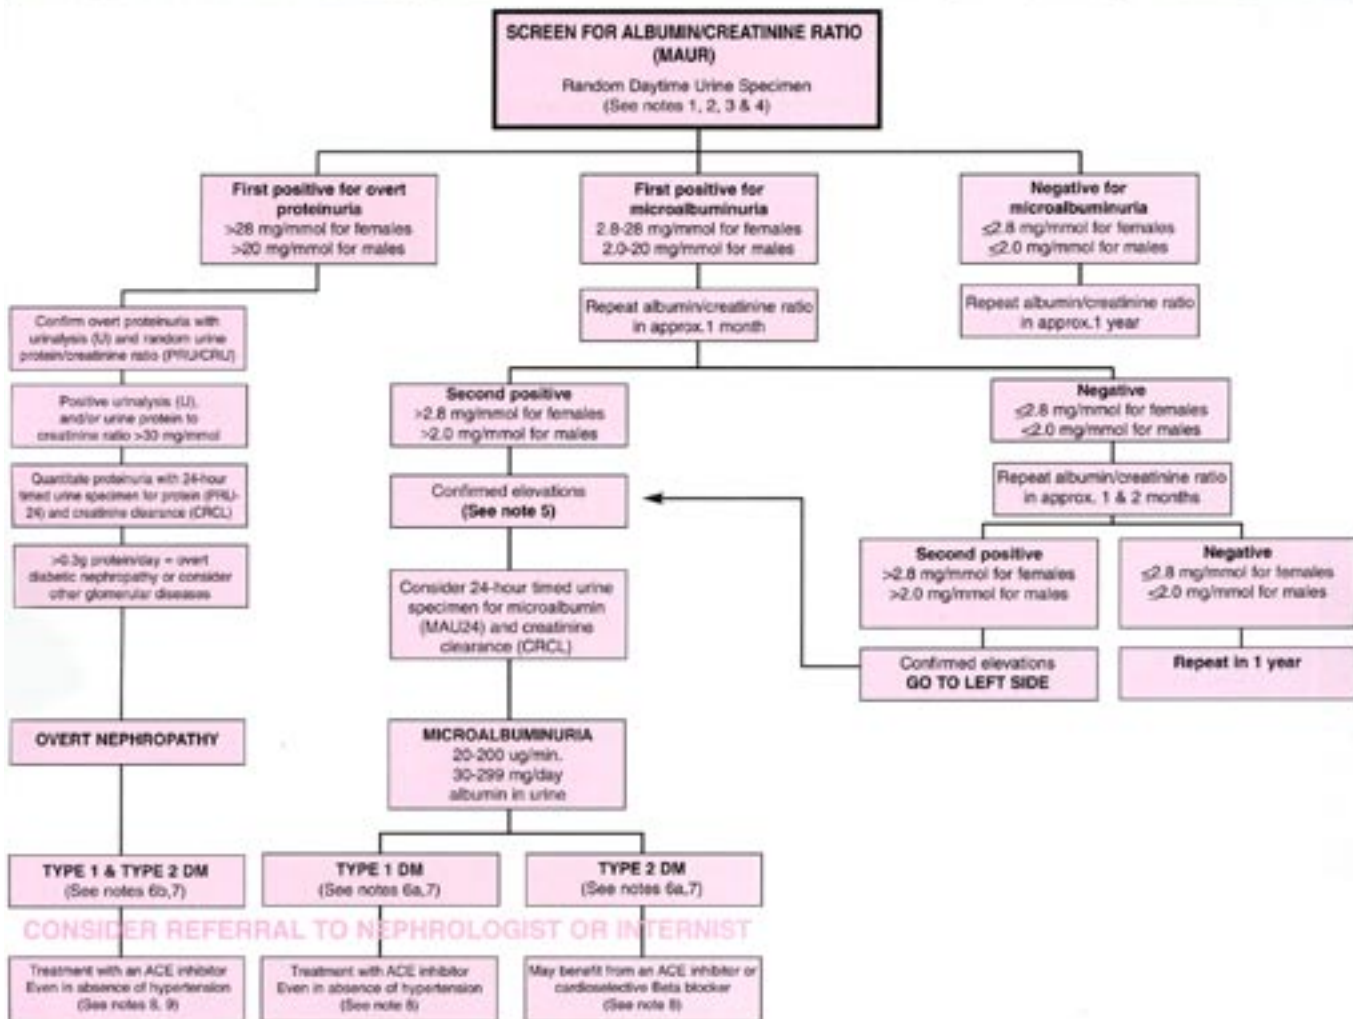 SCREEN FOR ALBUMIN/CREATININE RATIO
(MAUR)
Random Daytime Urine Specimen
(See notes 1, 2, 3 & 4)
First positive for overt
proteinuria
>28 mg/mmol for females
>20 mg/mmol for males
First positive for
microalbuminuria
2.8-28 mg/mmol for females
2.0-20 mg/mmol for males
Negative for
microalbuminuria
≤2.8 mg/mmol for females
≤2.0 mg/mmol for males
Confirm overt proteinuria with
urinalysis (U) and random urine
protein/creatinine ratio (PRU/CRU)
Repeat albumin/creatinine ratio
in approx.1 month
Repeat albumin/creatinine ratio
in approx.1 year
Positive urinalysis (U),
and/or urine protein to
creatinine ratio >30 mg/mmol
Second positive
>2.8 mg/mmol for females
>2.0 mg/mmol for males
Negative
≤2.8 mg/mmol for females
≤2.0 mg/mmol for males
Quantitate proteinuria with 24-hour
timed urine specimen for protein (PRU-
24) and creatinine clearance (CRCL)
Confirmed elevations
(See note 5)
Repeat albumin/creatinine ratio
in approx. 1 & 2 months
>0.3g protein/day = overt
diabetic nephropathy or consider
other glomerular diseases
Consider 24-hour timed urine
specimen for microalbumin
(MAU24) and creatinine
clearance (CRCL)
Second positive
>2.8 mg/mmol for females
>2.0 mg/mmol for males
Negative
≤2.8 mg/mmol for females
≤2.0 mg/mmol for males
Confirmed elevations
GO TO LEFT SIDE
Repeat in 1 year
OVERT NEPHROPATHY
MICROALBUMINURIA
20-200 ug/min.
30-299 mg/day
albumin in urine
TYPE 1 & TYPE 2 DM
(See notes 6b,7)
TYPE 1 DM
(See notes 6a,7)
TYPE 2 DM
(See notes 6a,7)
CONSIDER REFERRAL TO NEPHROLOGIST OR INTERNIST
Treatment with an ACE inhibitor
Even in absence of hypertension
(See notes 8, 9)
Treatment with ACE inhibitor
Even in absence of hypertension
(See note 8)
May benefit from an ACE inhibitor or
cardioselective Beta blocker
(See note 8)